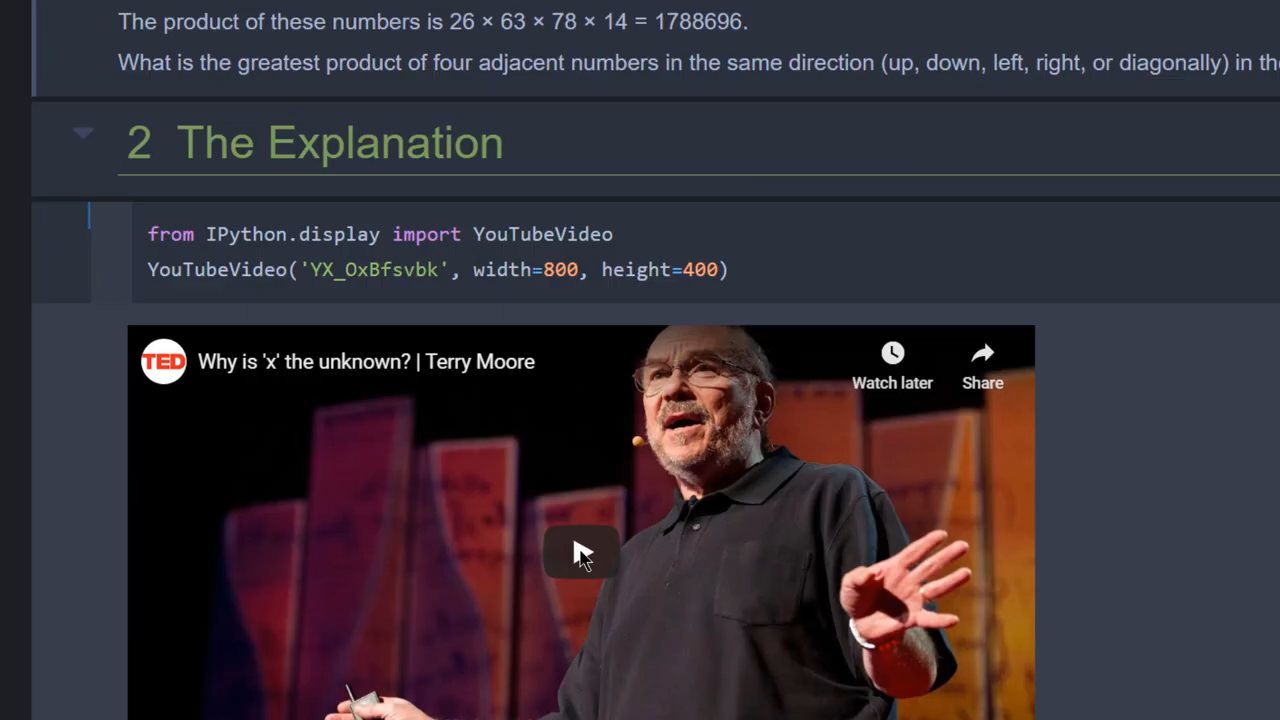 The product of these numbers is 26 × 63 × 78 × 14 = 1788696.
What is the greatest product of four adjacent numbers in the same direction (up, down, left, right, or diagonally) in
2 The Explanation
from IPython.display import YouTubeVideo
YouTubeVideo('YX_OxBfsvbk', width=800, height=400)
TED Why is 'x' the unknown? | Terry Moore
Watch later Share